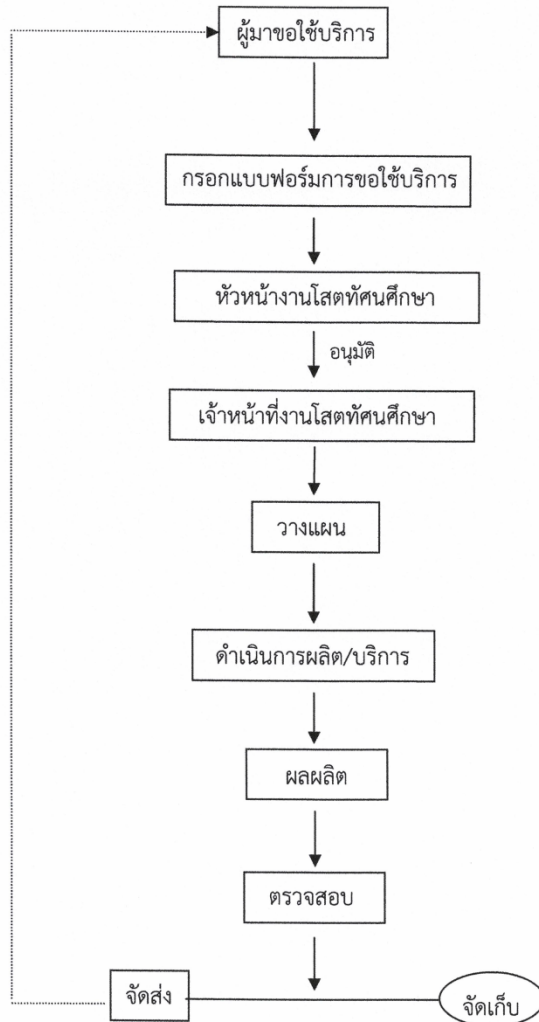 ผู้มาขอใช้บริการ
กรอกแบบฟอร์มการขอใช้บริการ
หัวหน้างานโสตทัศนศึกษา
อนุมัติ
เจ้าหน้าที่งานโสตทัศนศึกษา
วางแผน
ดำเนินการผลิต/บริการ
ผลผลิต
ตรวจสอบ
จัดส่ง
จัดเก็บ